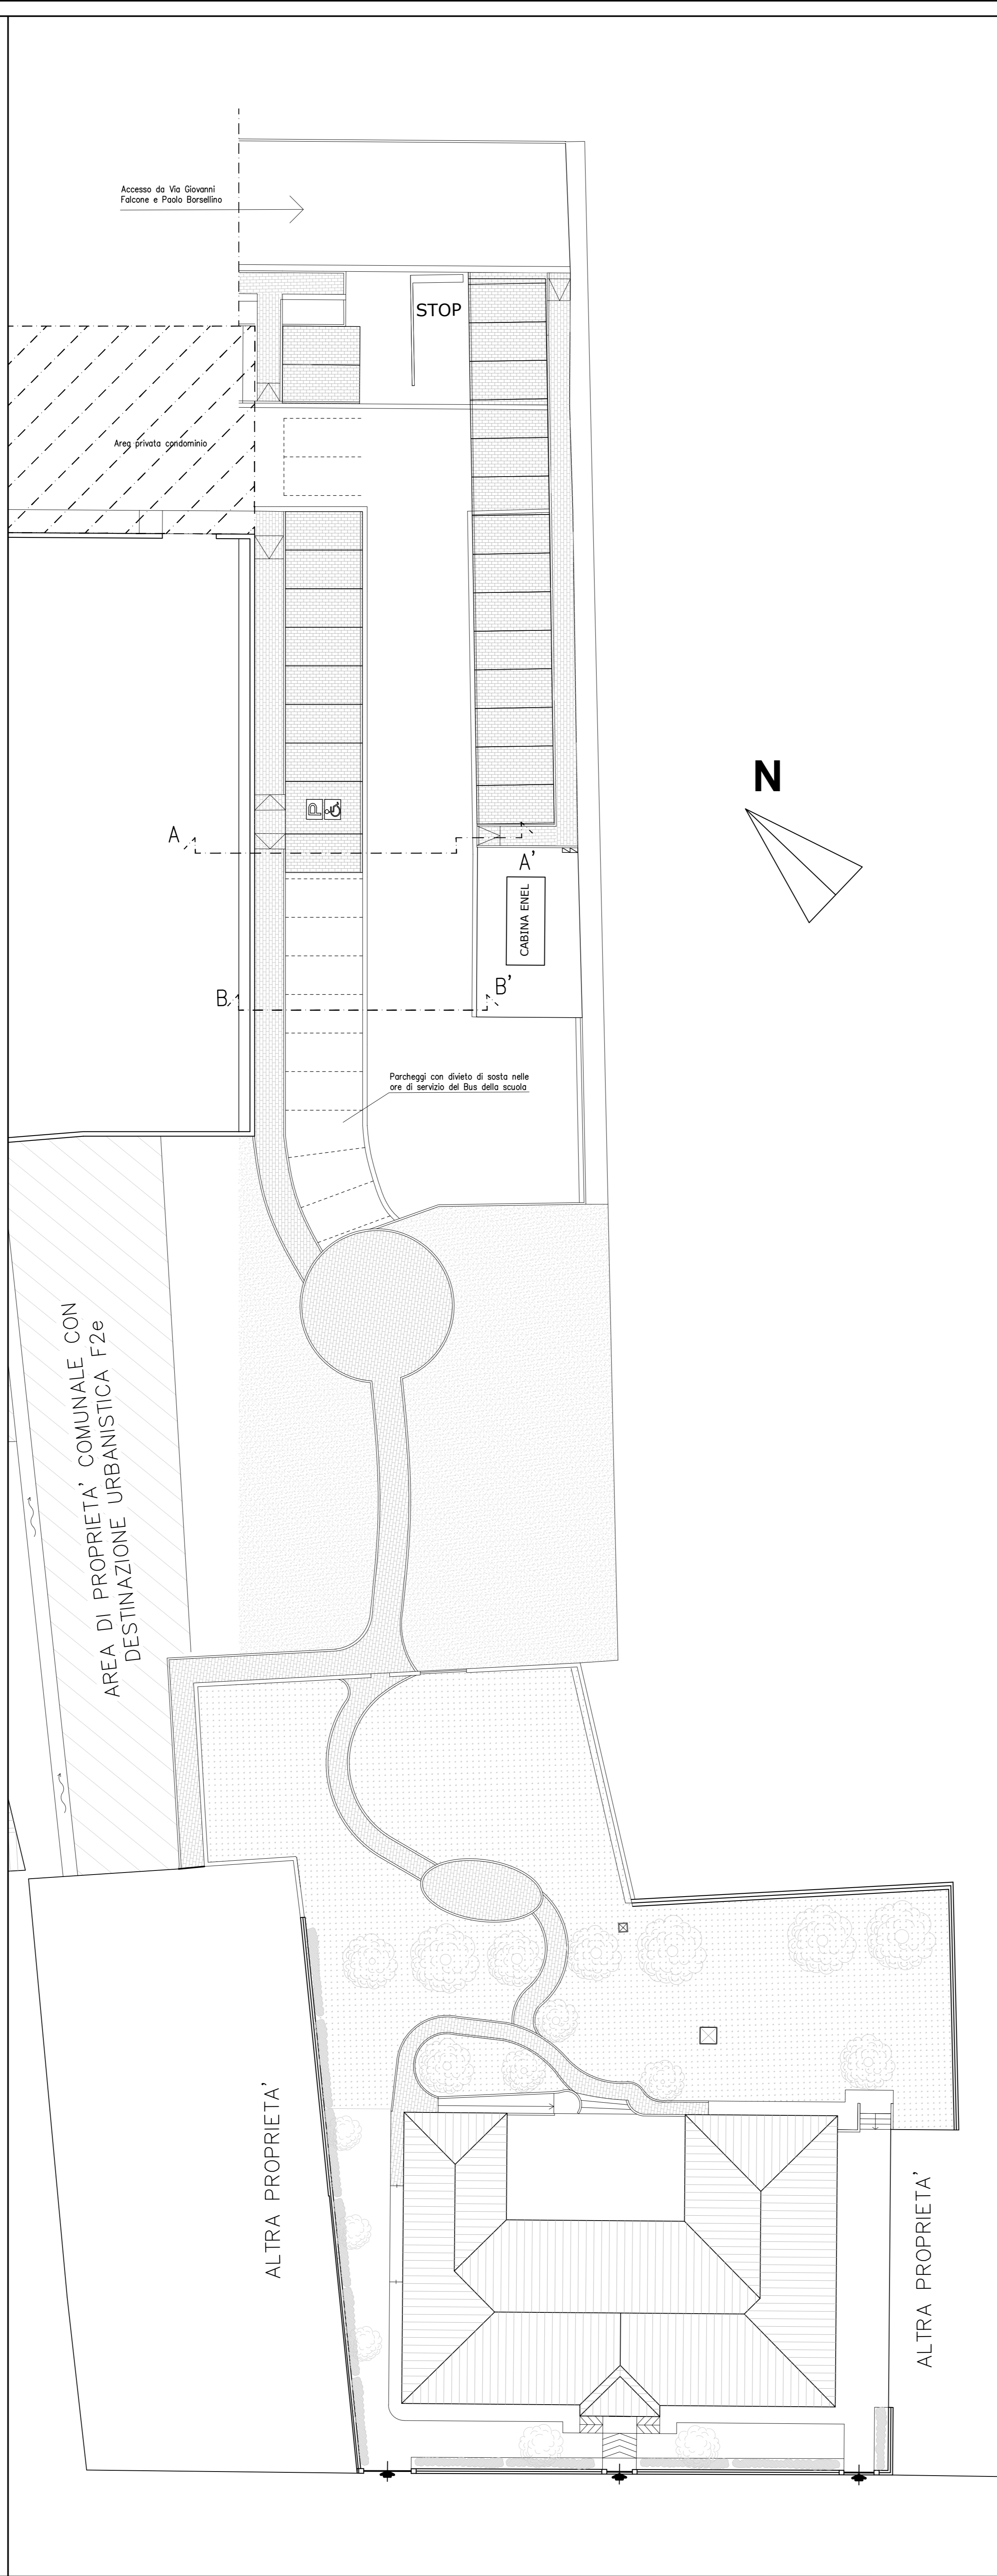 Accesso da Via Giovanni
Falcone e Paolo Borsellino
STOP
Area privata condominio
N
P
A
A'
CABINA ENEL
B
B'
Parcheggi con divieto di sosta nelle
ore di servizio del Bus della scuola
AREA DI PROPRIETA' COMUNALE CON
DESTINAZIONE URBANISTICA F2e
ALTRA PROPRIETA'
ALTRA PROPRIETA'